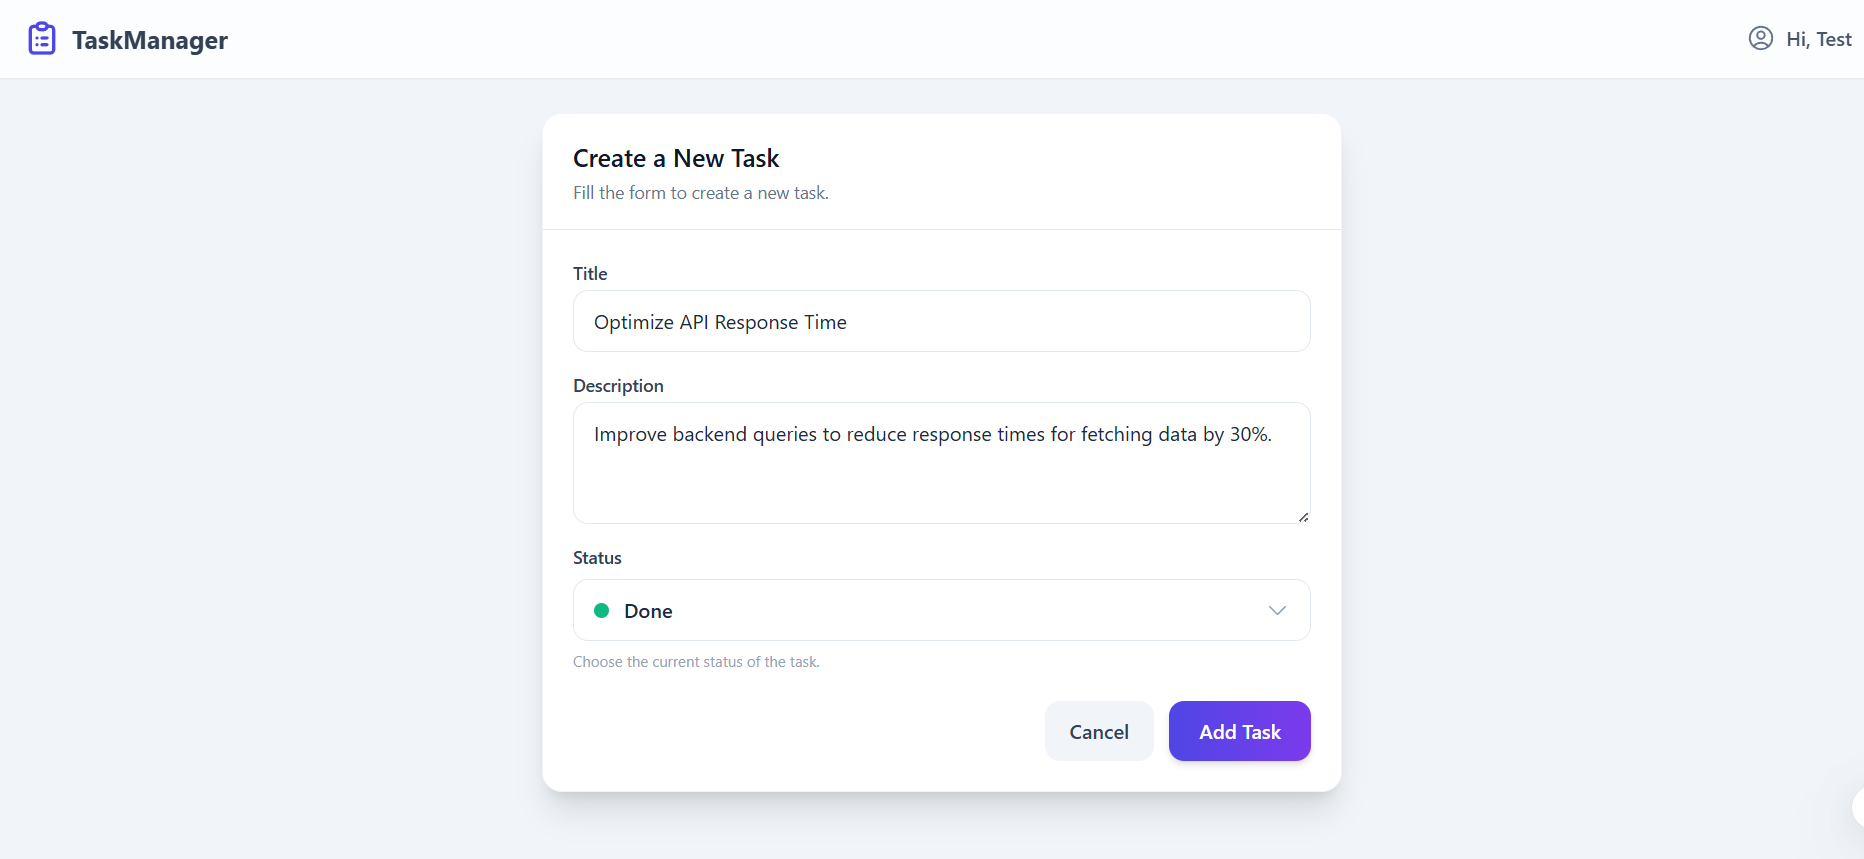 TaskManager
Hi, Test
Create a New Task
Fill the form to create a new task.
Title
Optimize API Response Time
Description
Improve backend queries to reduce response times for fetching data by 30%.
Status
Done
Choose the current status of the task.
Cancel
Add Task